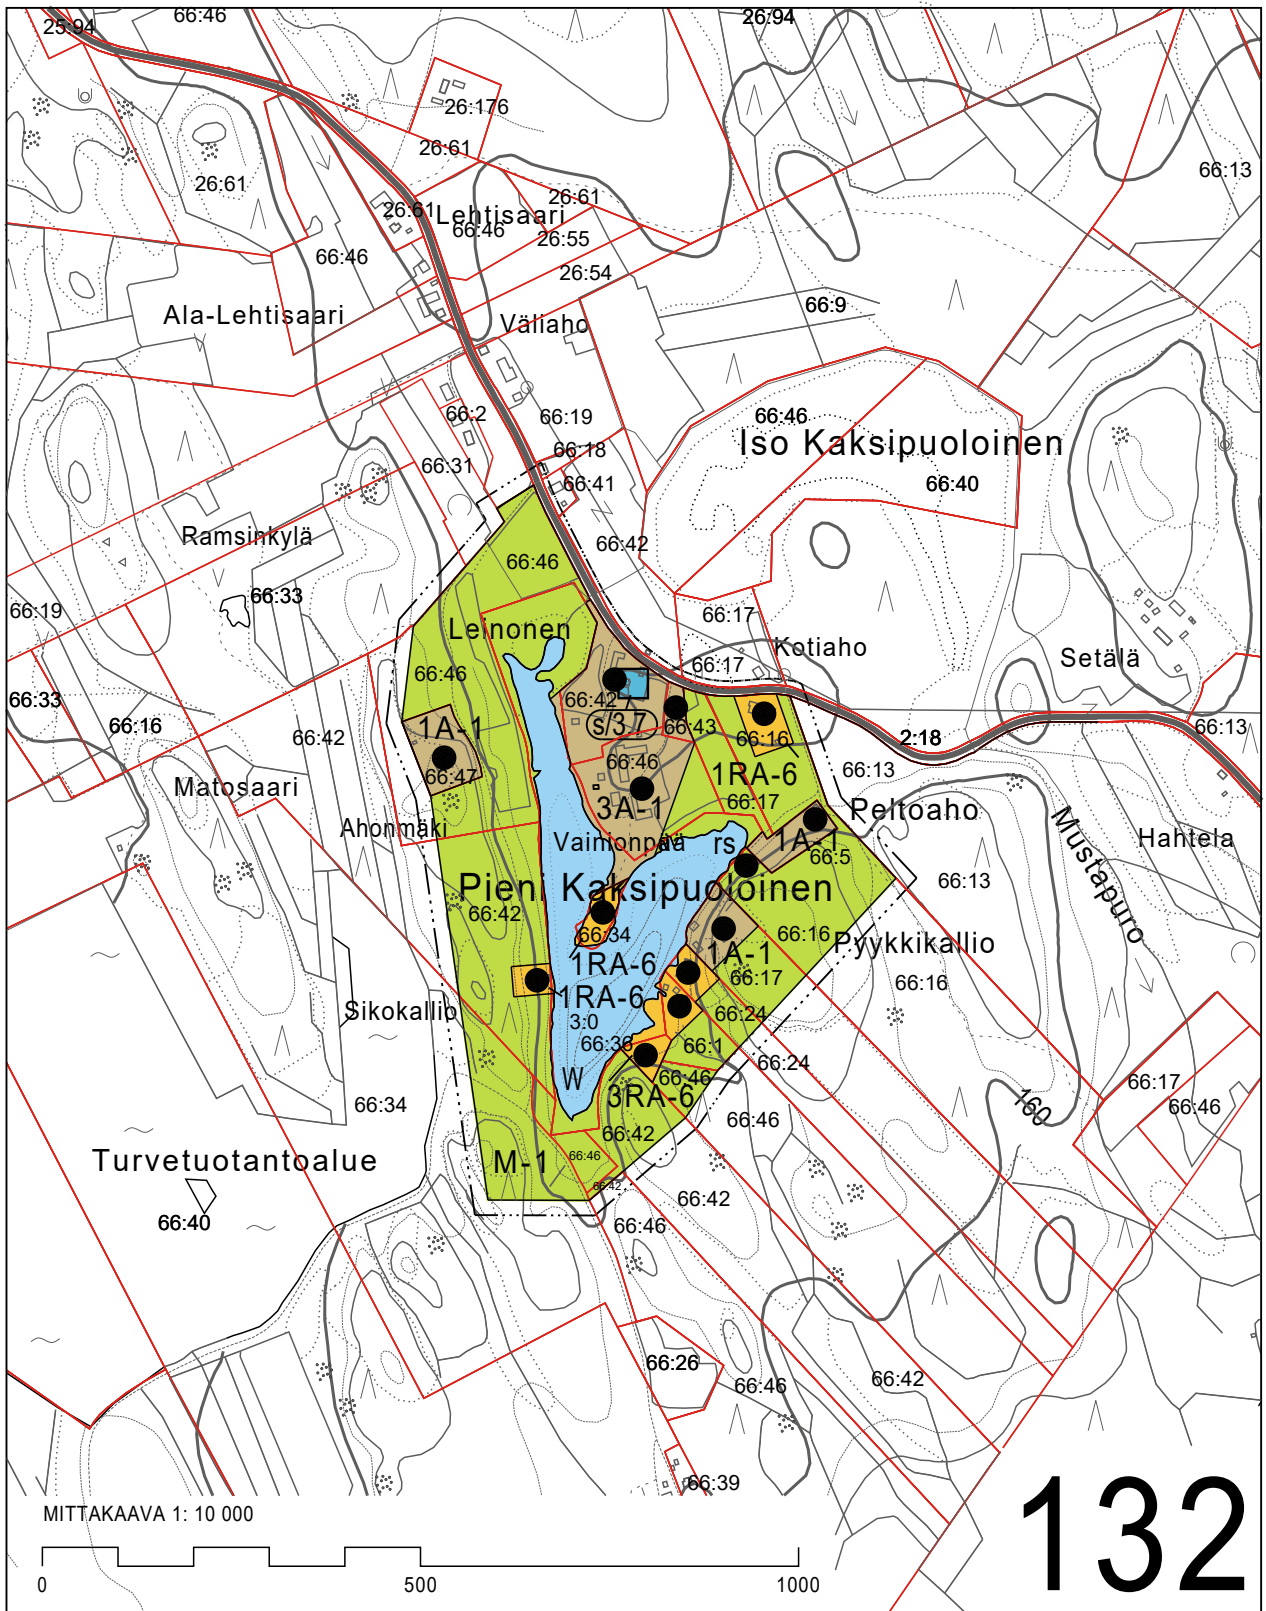 66:46
25:94
26:94
26:176
26:61
66:13
26:61
26:61
26:61
Lehtisaari
66:46
26:55
66:46
26:54
66:9
Ala-Lehtisaari
Väliaho
66:2
66:19
66:46
Iso Kaksipuoloinen
66:18
66:31
66:41
66:40
Ramsinkylä
66:42
66:46
66:33
66:19
66:17
Leinonen
Kotiaho
66:17
Setälä
66:46
66:33
66:42
66:16
66:43
s/37
66:13
1A-1
66:42
66:16
2:18
66:46
66:13
66:47
1RA-6
Matosaari
66:17
3A-1
Peltoaho
Ahonmäki
Hahtela
Vaimonpää
rs
1A-1
66:5
Mustapuro
Pieni Kaksipuoloinen
66:13
66:42
66:34
66:16
Pyykkikallio
1A-1
1RA-6
66:17
66:16
1RA-6
Sikokallio
66:24
3:0
66:36
66:1
66:24
W
66:46
66:17
3RA-6
66:34
66:46
160
66:46
66:42
Turvetuotantoalue
M-1
66:46
66:42
66:42
66:40
66:46
66:26
66:46
66:42
66:39
132
MITTAKAAVA 1: 10 000
0
500
1000